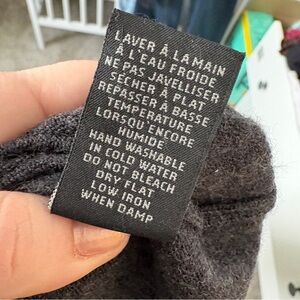 LAVER À LA MAIN
À L'EAU FROIDE
NE PAS JAVELLISER
SÉCHER À PLAT
REPASSER À BASSE
TEMPERATURE
LORSQU ENCORE
HUMIDE
HAND WASHABLE
IN COLD WATER
DO NOT BLEACH
DRY FLAT
LOW IRON
WHEN DAMP